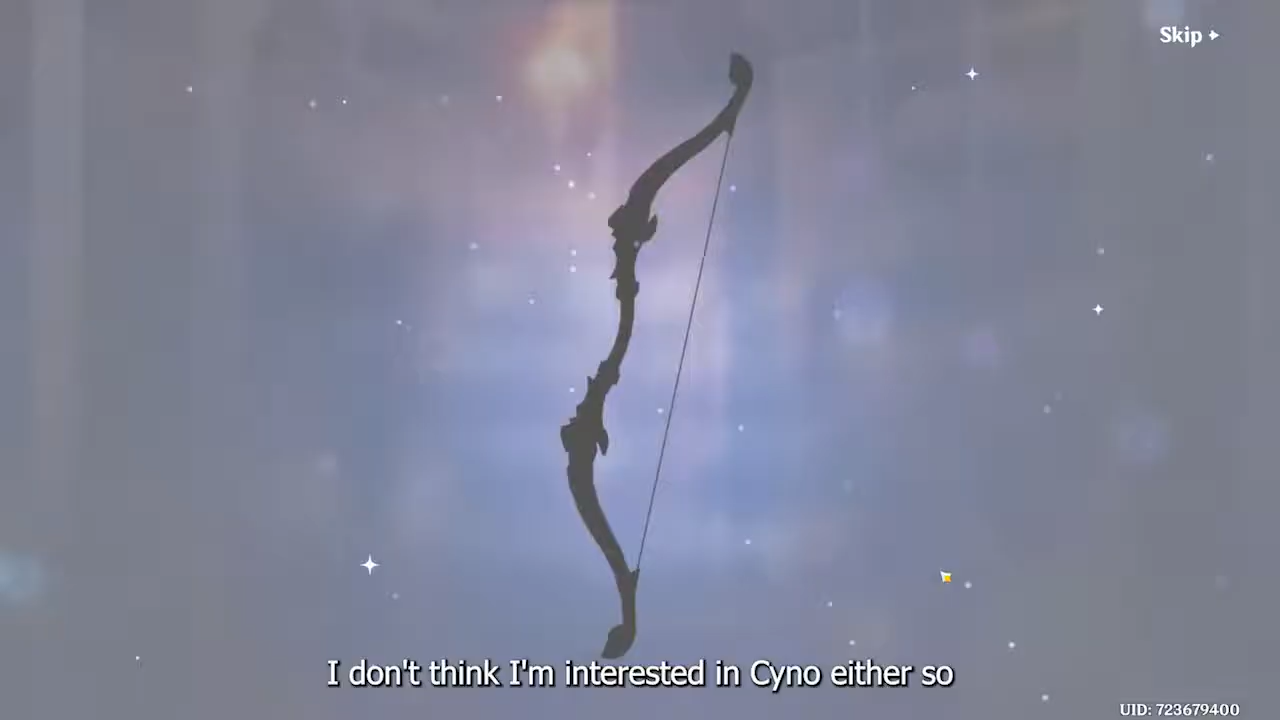 Skip
I don't think I'm interested in Cyno either so
UID: 723679400